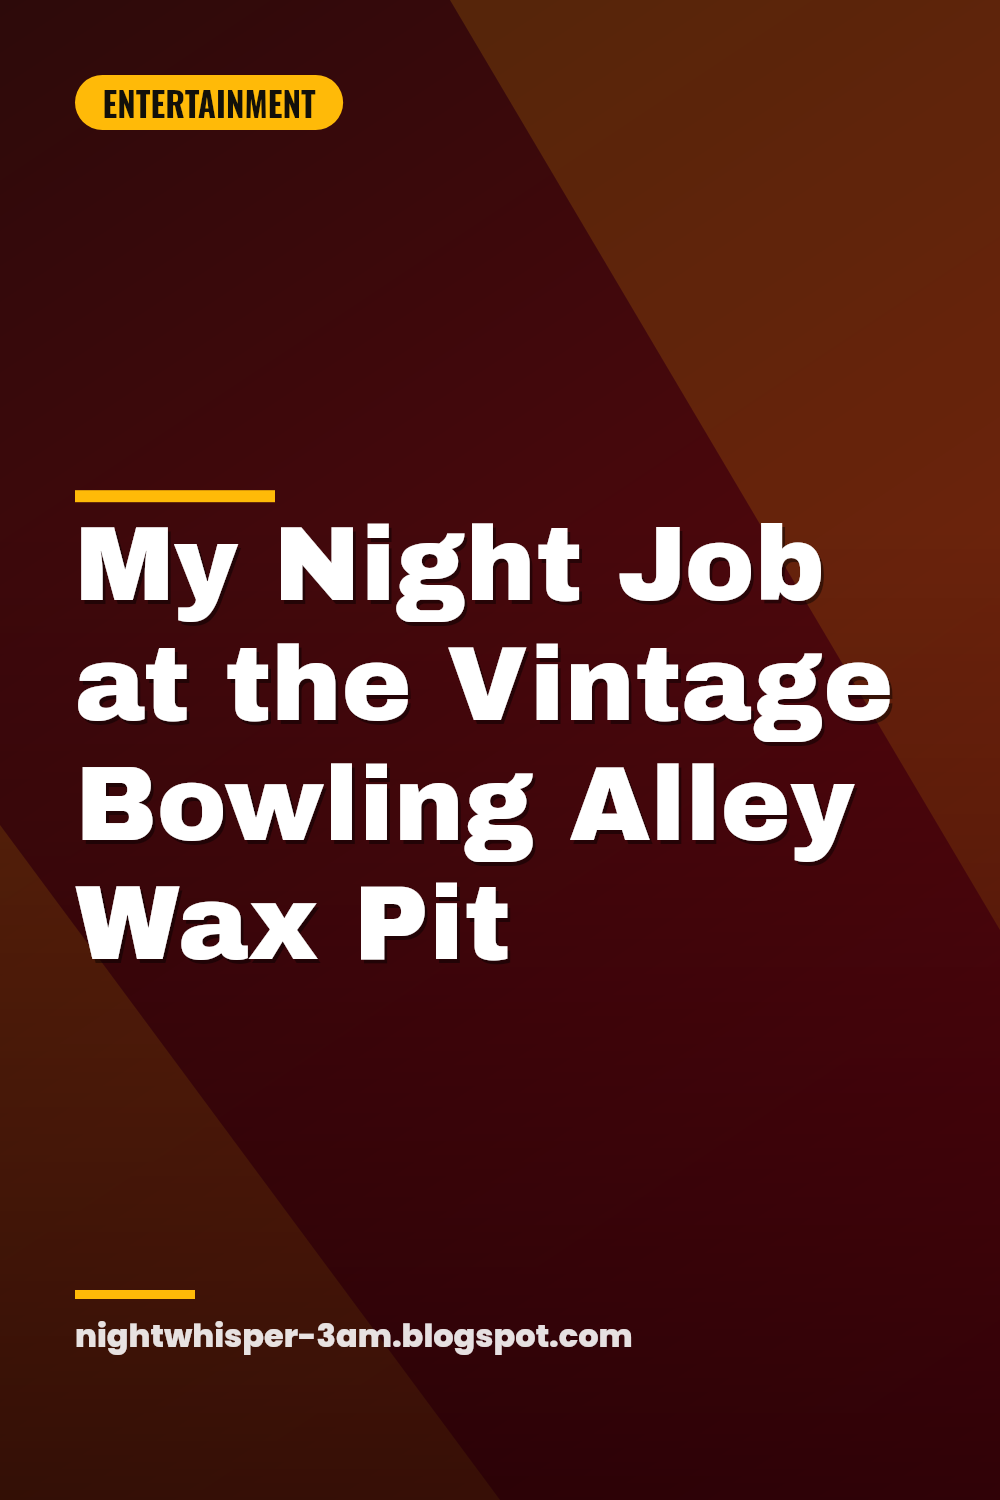 ENTERTAINMENT
My Night Job
at the Vintage
Bowling Alley
Wax Pit
nightwhisper-3am.blogspot.com